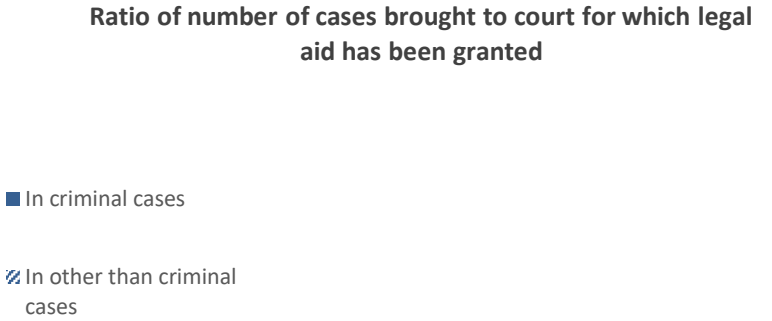 Ratio of number of cases brought to court for which legal
aid has been granted
In criminal cases
In other than criminal
cases